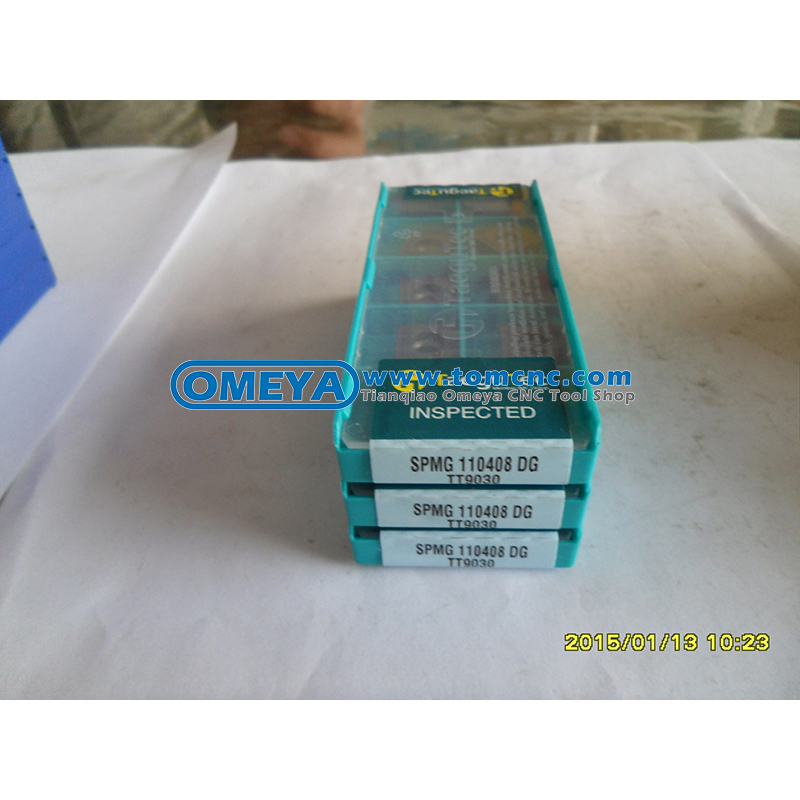 TaeguTec
TaeguTec
OMEYA
www.tomcnc.com
Tianqiao Omeya CNC Tool Shop
INSPECTED
SPMG 110408 DG
TT9030
SPMG 110408 DG
TT9030
SPMG 110408 DG
TT9030
2015/01/13 10:23